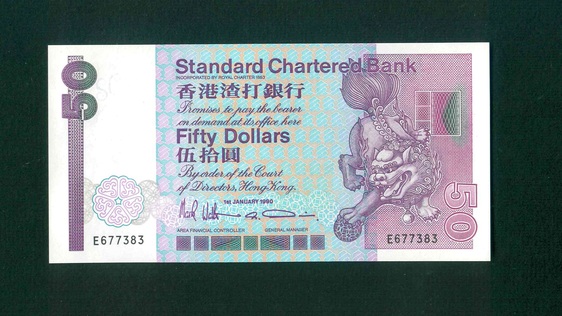 50
Standard Chartered Bank
INCORPORATED BY ROYAL CHARTER 1853
香港渣打銀行
Promises to pay the bearer
on demand at its office here
Fifty Dollars
伍拾圓
By order of the Court
of Directors, Hong Kong.
1st JANUARY 1990
AREA FINANCIAL CONTROLLER GENERAL MANAGER
E677383
E677383
50